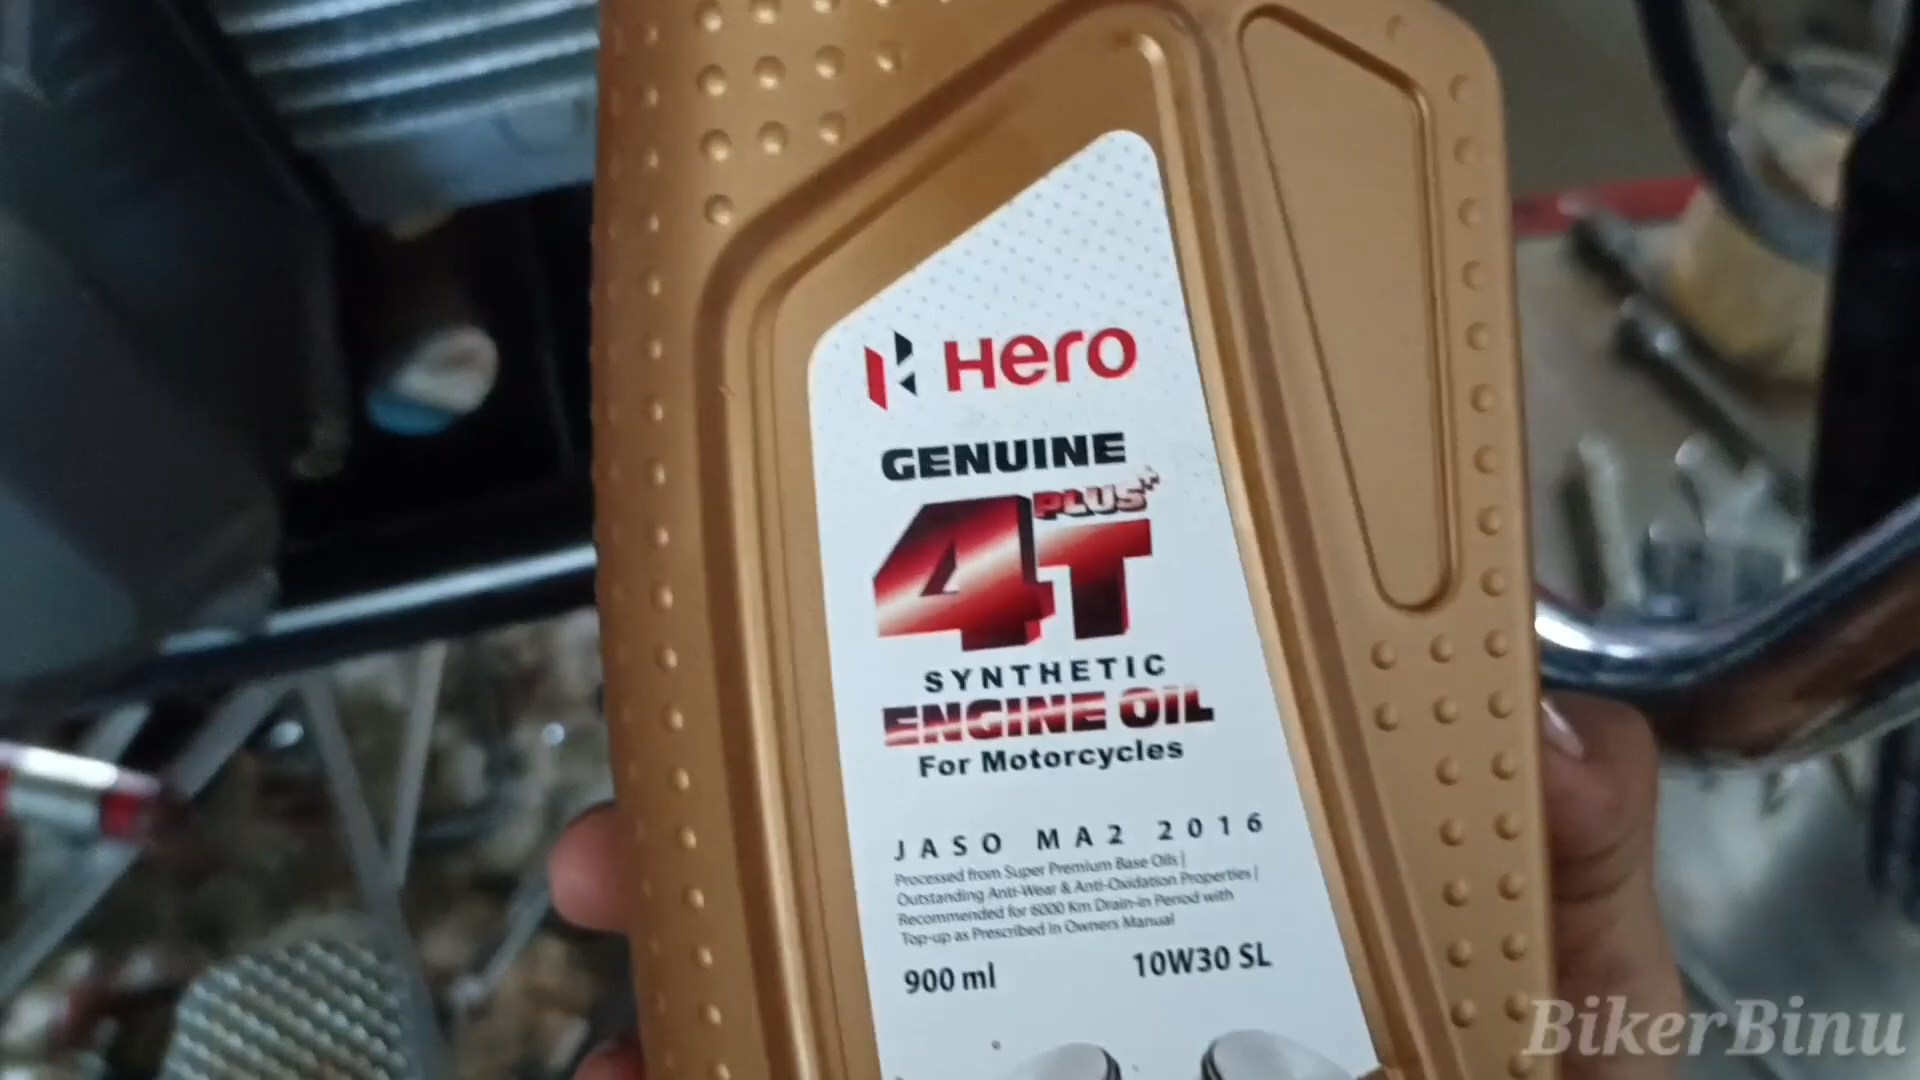 Hero
GENUINE
4T PLUS+
SYNTHETIC
ENGINE OIL
For Motorcycles
JASO MA2 2016
Processed from Super Premium Base Oils |
Outstanding Anti-Wear & Anti-Oxidation Properties |
Recommended for 6000 Km Drain-in Period with
Top-up as Prescribed in Owners Manual
900 ml 10W30 SL
BikerBinu